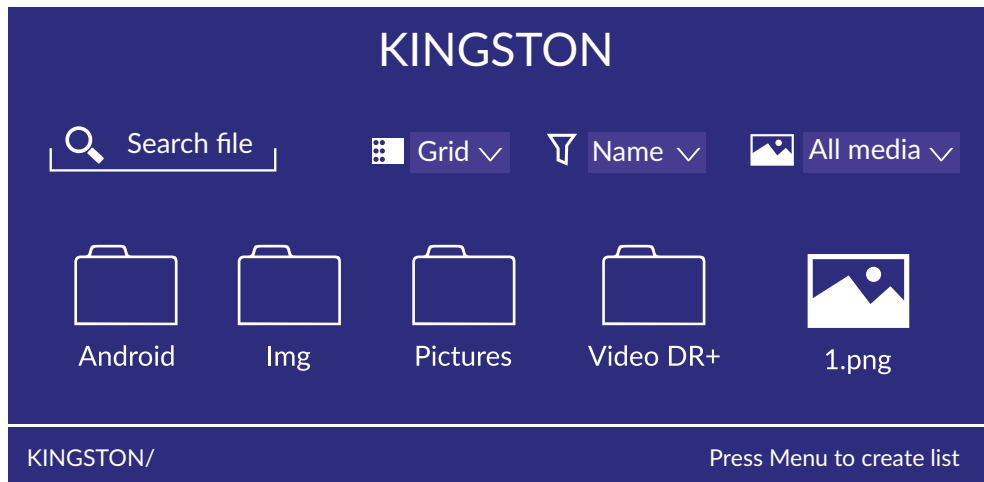 KINGSTON
Search file Grid Name All media
Android Img Pictures Video DR+ 1.png
KINGSTON/ Press Menu to create list